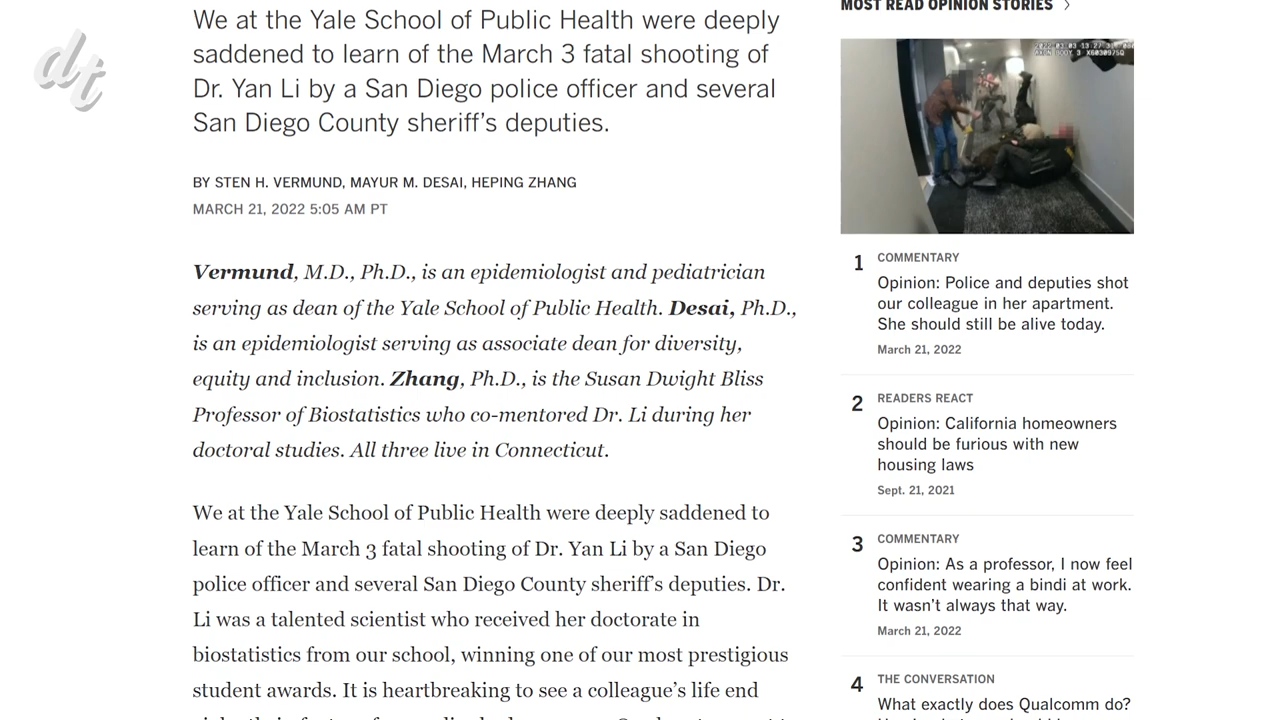 dt
We at the Yale School of Public Health were deeply
saddened to learn of the March 3 fatal shooting of
Dr. Yan Li by a San Diego police officer and several
San Diego County sheriff's deputies.
BY STEN H. VERMUND, MAYUR M. DESAI, HEPING ZHANG
MARCH 21, 2022 5:05 AM PT
Vermund, M.D., Ph.D., is an epidemiologist and pediatrician
serving as dean of the Yale School of Public Health. Desai, Ph.D.,
is an epidemiologist serving as associate dean for diversity,
equity and inclusion. Zhang, Ph.D., is the Susan Dwight Bliss
Professor of Biostatistics who co-mentored Dr. Li during her
doctoral studies. All three live in Connecticut.
We at the Yale School of Public Health were deeply saddened to
learn of the March 3 fatal shooting of Dr. Yan Li by a San Diego
police officer and several San Diego County sheriff's deputies. Dr.
Li was a talented scientist who received her doctorate in
biostatistics from our school, winning one of our most prestigious
student awards. It is heartbreaking to see a colleague's life end
MOST READ OPINION STORIES
1
COMMENTARY
Opinion: Police and deputies shot
our colleague in her apartment.
She should still be alive today.
March 21, 2022
2
READERS REACT
Opinion: California homeowners
should be furious with new
housing laws
Sept. 21, 2021
3
COMMENTARY
Opinion: As a professor, I now feel
confident wearing a bindi at work.
It wasn't always that way.
March 21, 2022
4
THE CONVERSATION
What exactly does Qualcomm do?